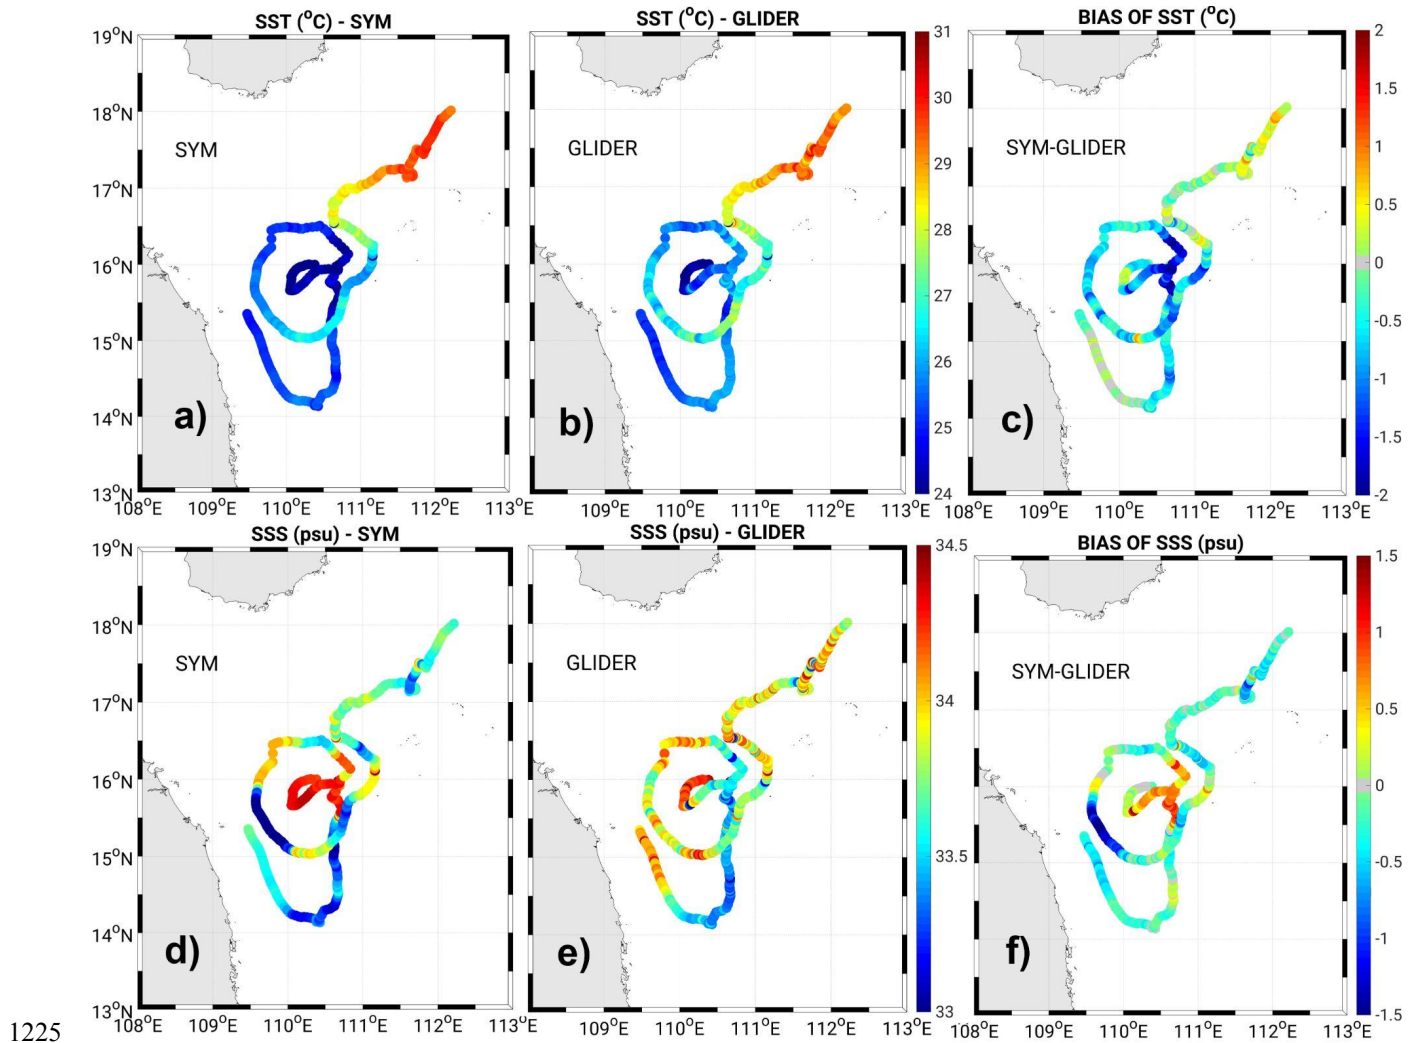 SST (°C) - SYM
SST (°C) - GLIDER
BIAS OF SST (°C)
19°N
18°N
17°N
16°N
15°N
14°N
13°N
SYM
a)
108°E 109°E 110°E 111°E 112°E 113°E
GLIDER
b)
109°E 110°E 111°E 112°E 113°E
31
30
29
28
27
26
25
24
SYM-GLIDER
c)
108°E 109°E 110°E 111°E 112°E 113°E
2
1.5
1
0.5
0
-0.5
-1
-1.5
-2
SSS (psu) - SYM
SSS (psu) - GLIDER
BIAS OF SSS (psu)
19°N
18°N
17°N
16°N
15°N
14°N
13°N
SYM
d)
108°E 109°E 110°E 111°E 112°E 113°E
GLIDER
e)
109°E 110°E 111°E 112°E
34.5
34
33.5
33
SYM-GLIDER
f)
108°E 109°E 110°E 111°E 112°E 113°E
1.5
1
0.5
0
-0.5
-1
-1.5
1225